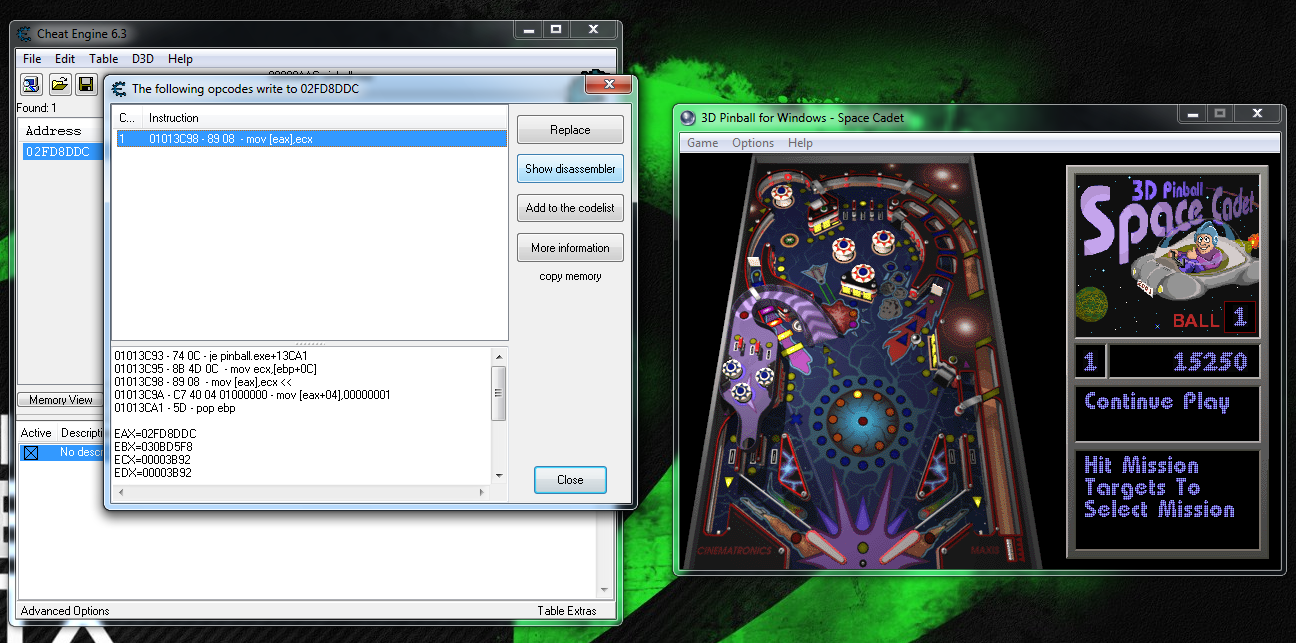 Cheat Engine 6.3
File Edit Table D3D Help
Found: 1
Address
02FD8DDC
Memory View
Active Descripti
No descr
Advanced Options
Table Extras
The following opcodes write to 02FD8DDC
C... Instruction
1 01013C98 - 89 08 - mov [eax],ecx
Replace
Show disassembler
Add to the codelist
More information
copy memory
01013C93 - 74 0C - je pinball.exe+13CA1
01013C95 - 8B 4D 0C - mov ecx,[ebp+0C]
01013C98 - 89 08 - mov [eax],ecx <<
01013C9A - C7 40 04 01000000 - mov [eax+04],00000001
01013CA1 - 5D - pop ebp
EAX=02FD8DDC
EBX=030BD5F8
ECX=00003B92
EDX=00003B92
Close
3D Pinball for Windows - Space Cadet
Game Options Help
3D Pinball
Space Cadet
BALL 1
1 15250
Continue Play
Hit Mission
Targets To
Select Mission
CINEMATRONICS
MAXIS